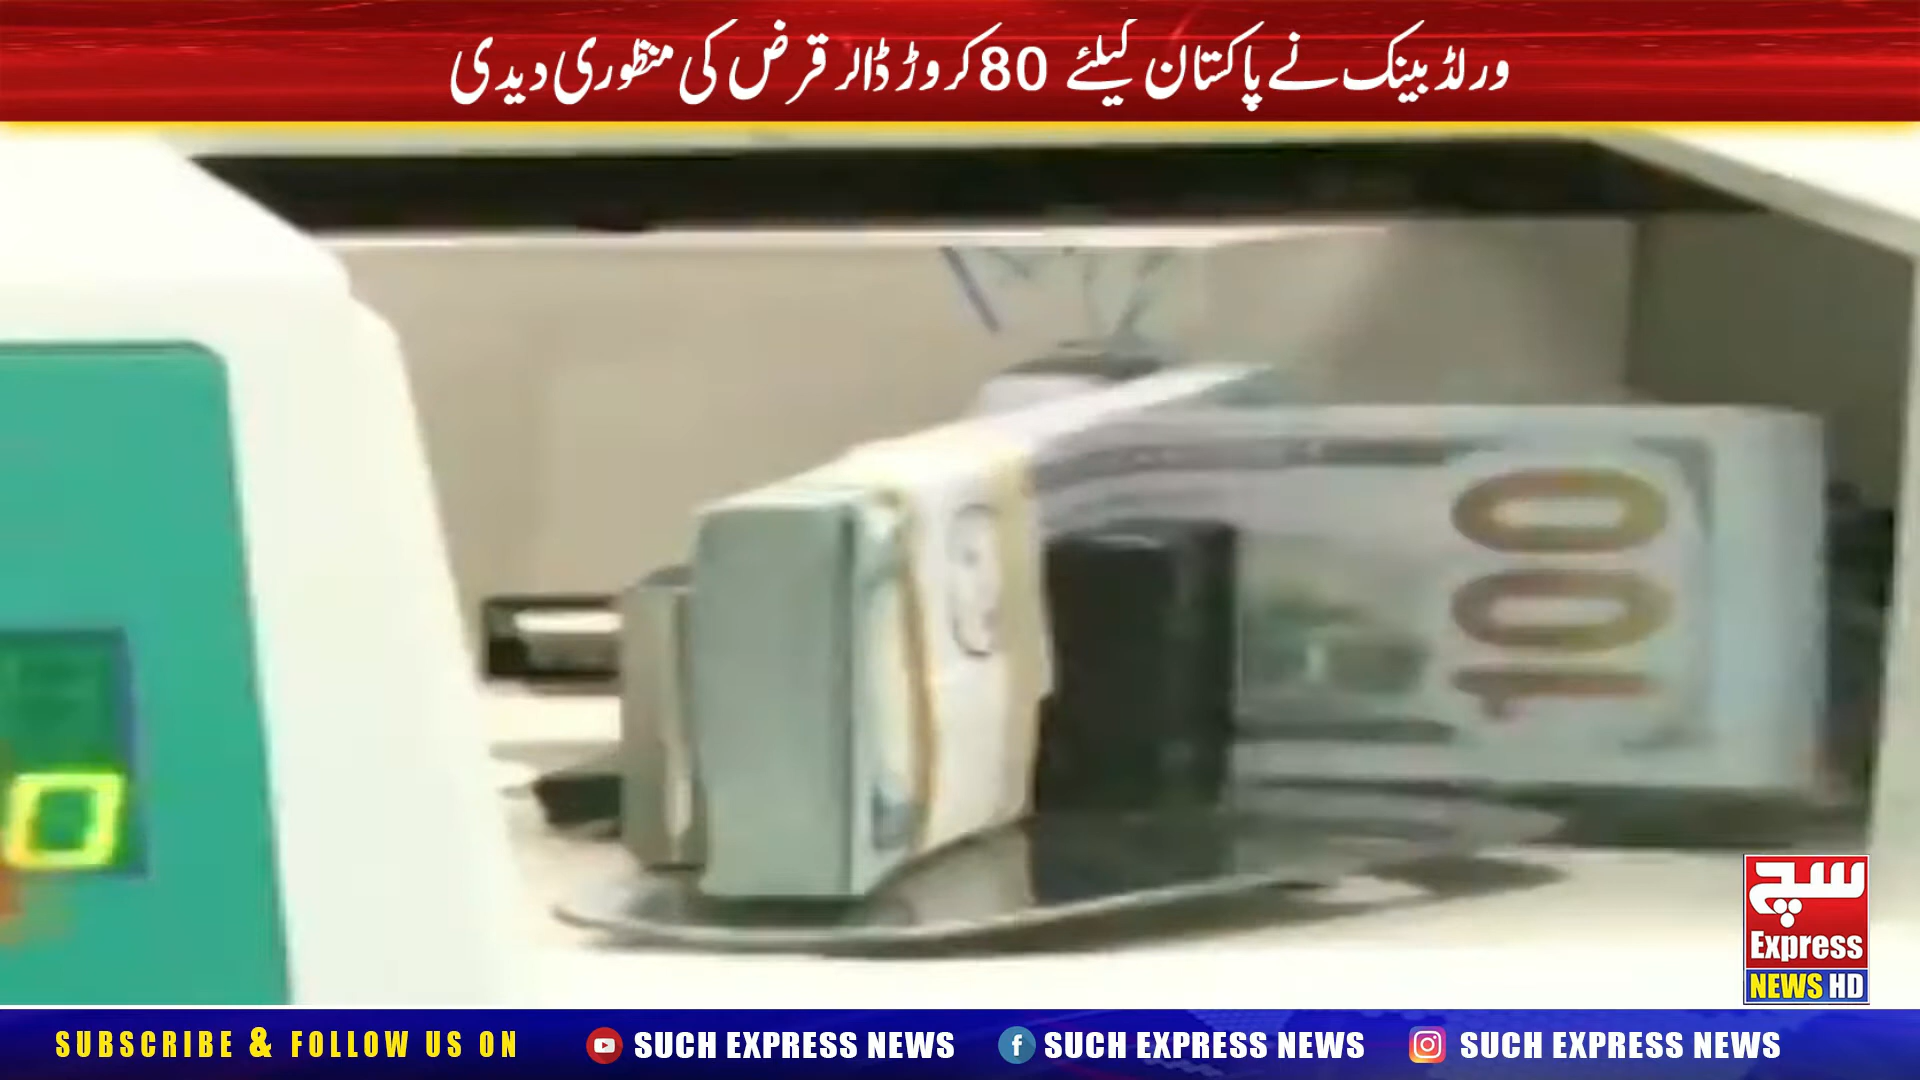 ورلڈ بینک نے پاکستان کیلئے 80 کروڑ ڈالر قرض کی منظوری دیدی
100
0
سچ
Express
NEWS HD
SUBSCRIBE & FOLLOW US ON
SUCH EXPRESS NEWS
SUCH EXPRESS NEWS
SUCH EXPRESS NEWS